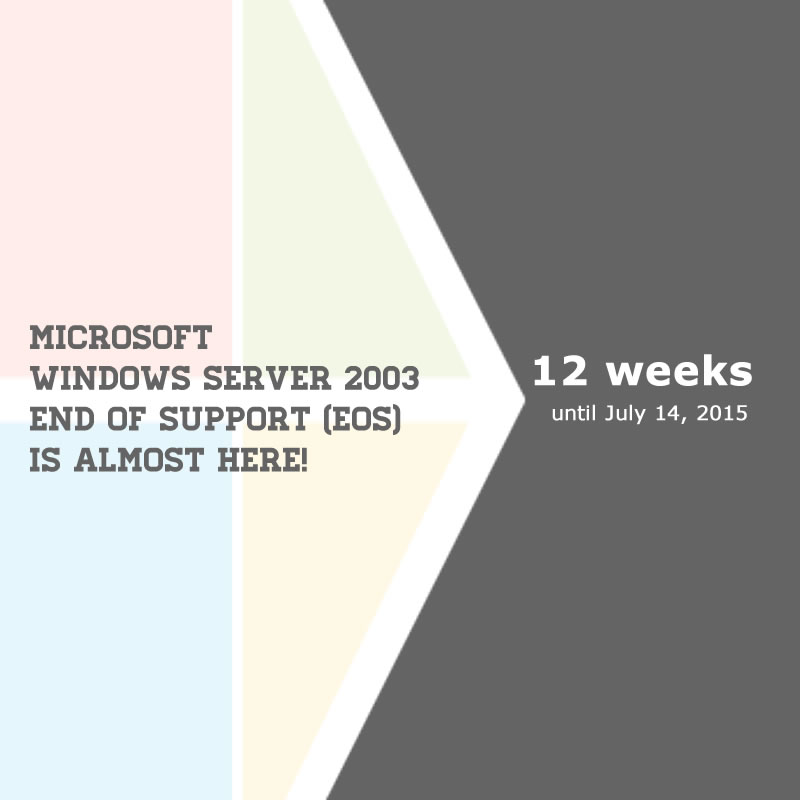 MICROSOFT
WINDOWS SERVER 2003
END OF SUPPORT (EOS)
IS ALMOST HERE!
12 weeks
until July 14, 2015